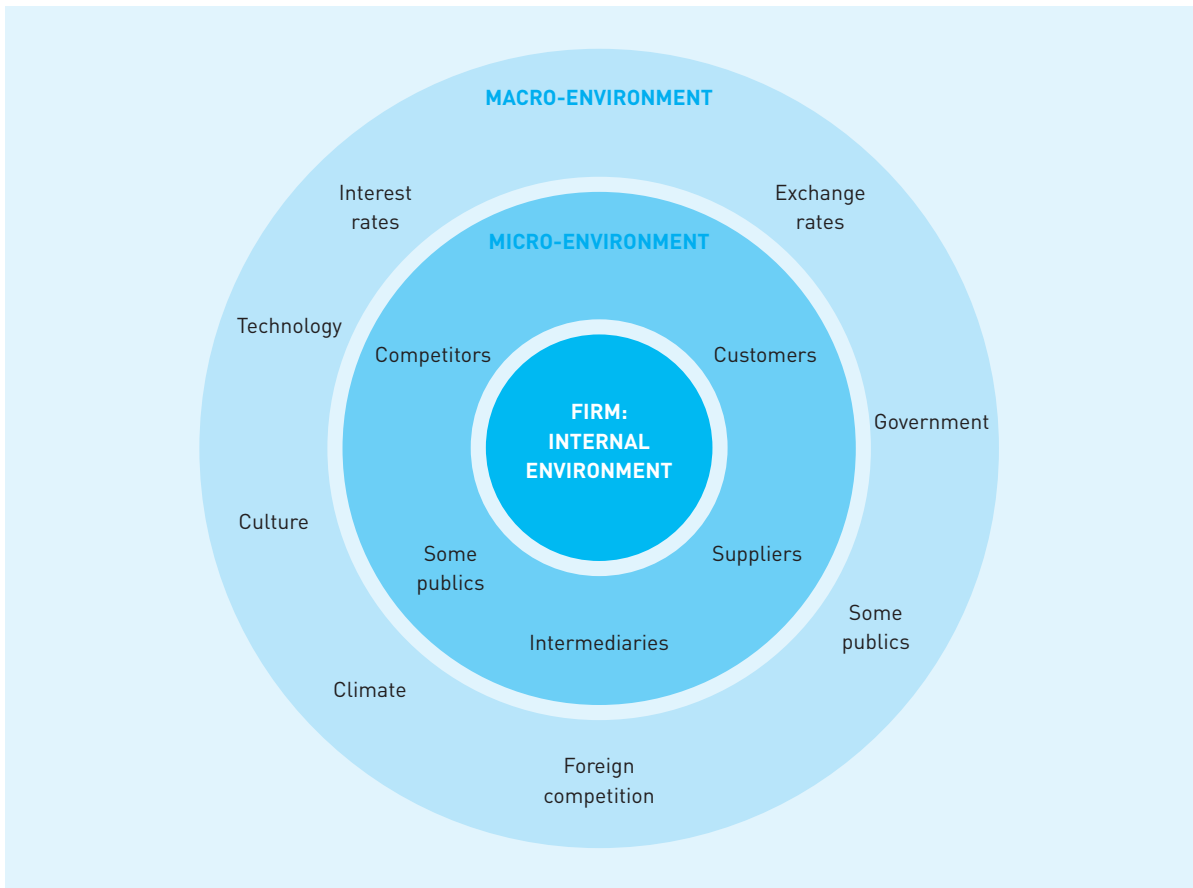 MACRO-ENVIRONMENT
Interest
rates
Exchange
rates
MICRO-ENVIRONMENT
Technology
Competitors
Customers
FIRM:
INTERNAL
ENVIRONMENT
Government
Culture
Some
publics
Suppliers
Some
publics
Intermediaries
Climate
Foreign
competition